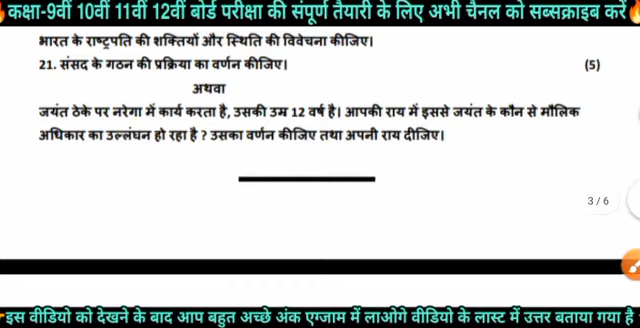 कक्षा-9वीं 10वीं 11वीं 12वीं बोर्ड परीक्षा की संपूर्ण तैयारी के लिए अभी चैनल को सब्सक्राइब करें
भारत के राष्ट्रपति की शक्तियों और स्थिति की विवेचना कीजिए।
21. संसद के गठन की प्रक्रिया का वर्णन कीजिए। (5)
अथवा
जयंत ठेके पर नरेगा में कार्य करता है, उसकी उम्र 12 वर्ष है। आपकी राय में इससे जयंत के कौन से मौलिक
अधिकार का उल्लंघन हो रहा है ? उसका वर्णन कीजिए तथा अपनी राय दीजिए।
3 / 6
इस वीडियो को देखने के बाद आप बहुत अच्छे अंक एग्जाम में लाओगे वीडियो के लास्ट में उत्तर बताया गया है